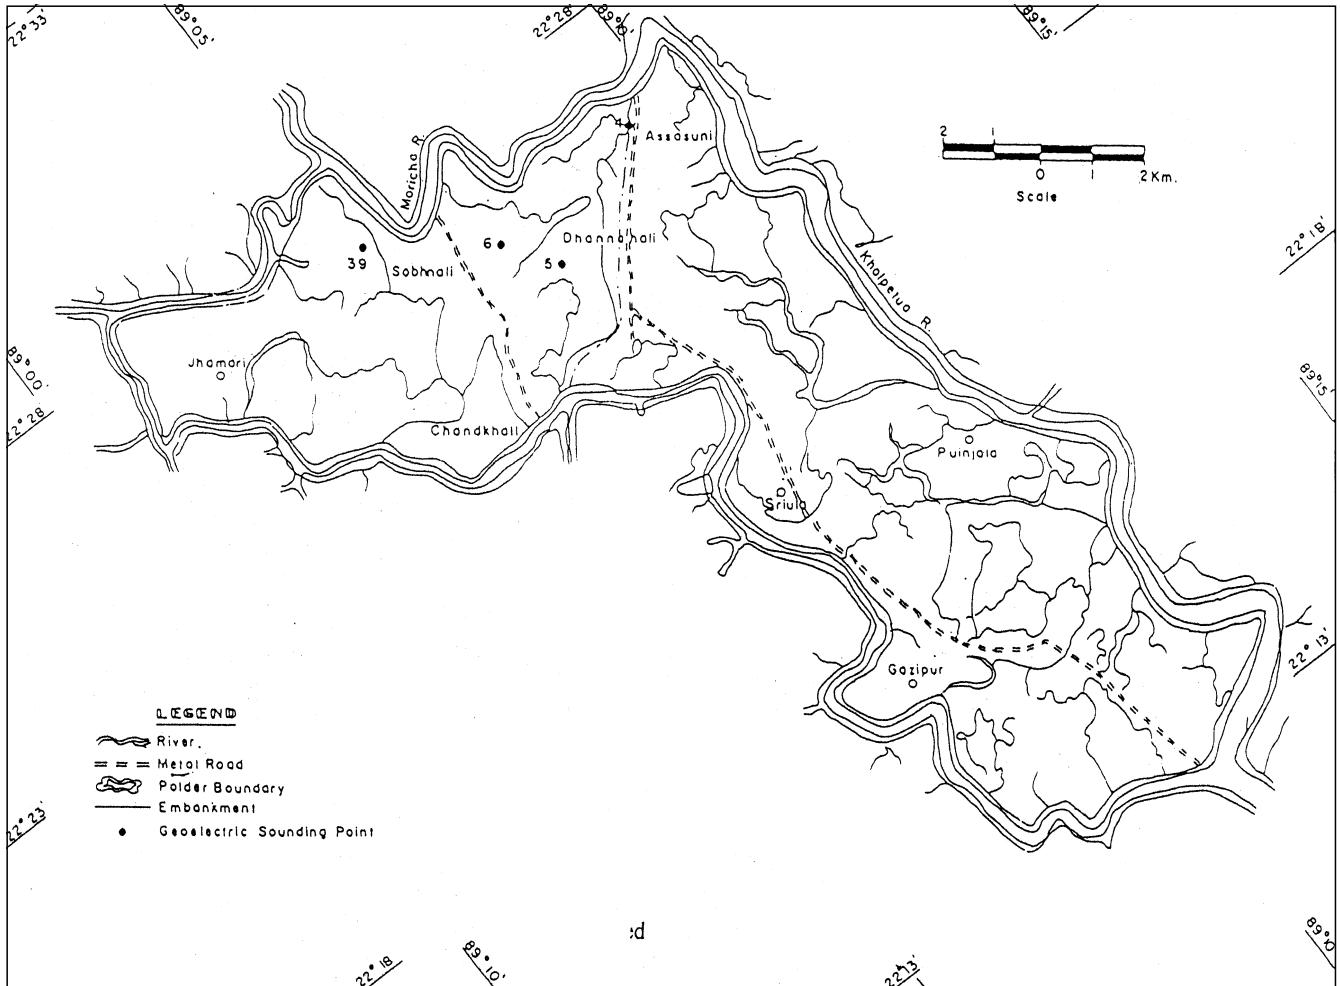 22°33'
89°05'
22°28'
89°10'
89°15'
Moricha R.
4
Assasuni
2 1
0 1 2 Km.
Scale
22°18'
39
Sobhnali
6
5
Khalpetua R.
89°00'
Jhamari
89°15
22°28
Chandkhali
Puinjala
Sriula
22°13'
Gazipur
LEGEND
River.
Metal Road
Polder Boundary
Embankment
Geoelectric Sounding Point
22°23'
ed
22°18
89°10'
22°13'
89°10